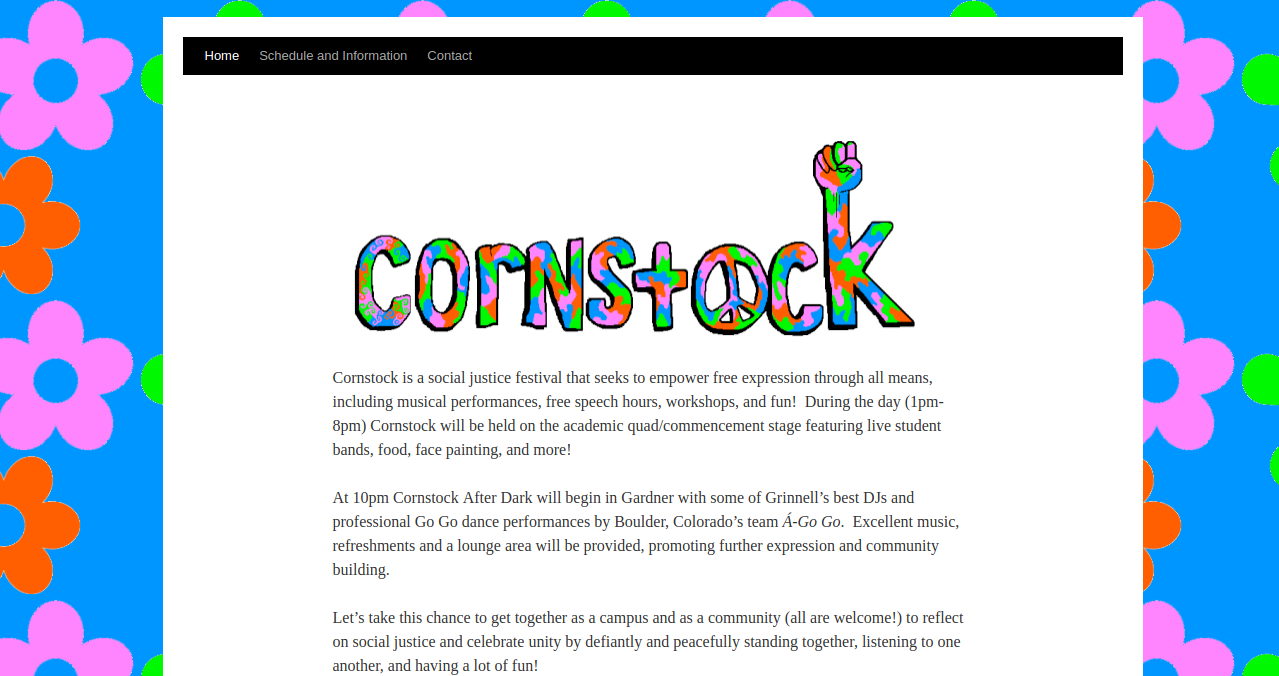 Home Schedule and Information Contact
cornstock
Cornstock is a social justice festival that seeks to empower free expression through all means,
including musical performances, free speech hours, workshops, and fun!  During the day (1pm-
8pm) Cornstock will be held on the academic quad/commencement stage featuring live student
bands, food, face painting, and more!
At 10pm Cornstock After Dark will begin in Gardner with some of Grinnell’s best DJs and
professional Go Go dance performances by Boulder, Colorado’s team Á-Go Go.  Excellent music,
refreshments and a lounge area will be provided, promoting further expression and community
building.
Let’s take this chance to get together as a campus and as a community (all are welcome!) to reflect
on social justice and celebrate unity by defiantly and peacefully standing together, listening to one
another, and having a lot of fun!